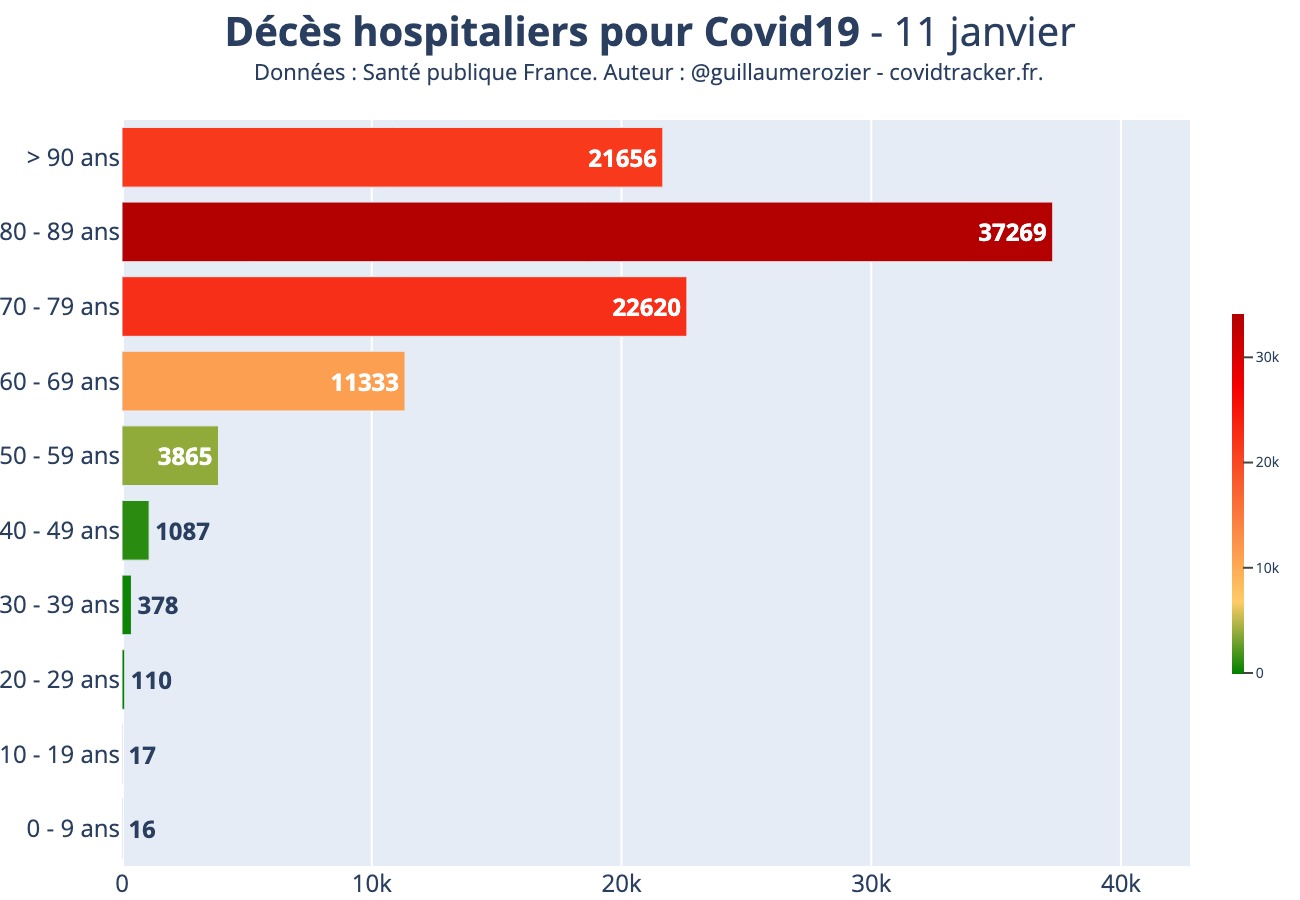 Décès hospitaliers pour Covid19 - 11 janvier
Données : Santé publique France. Auteur : @guillaumerozier - covidtracker.fr.
> 90 ans 21656
80 - 89 ans 37269
70 - 79 ans 22620
60 - 69 ans 11333
50 - 59 ans 3865
40 - 49 ans 1087
30 - 39 ans 378
20 - 29 ans 110
10 - 19 ans 17
0 - 9 ans 16
0 10k 20k 30k 40k
30k
20k
10k
0